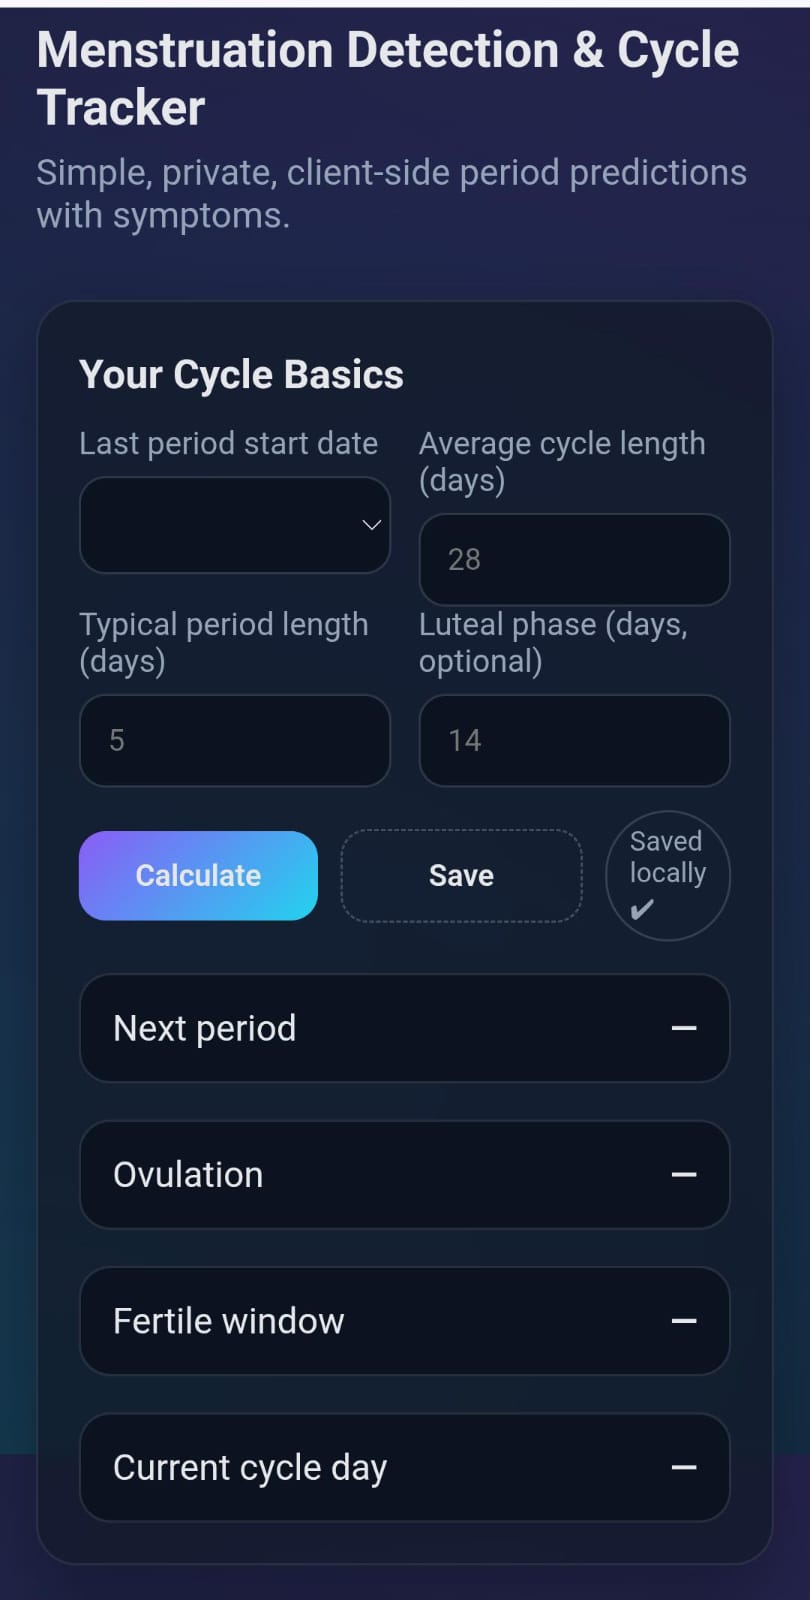 Menstruation Detection & Cycle
Tracker
Simple, private, client-side period predictions
with symptoms.
Your Cycle Basics
Last period start date
Average cycle length
(days)
28
Typical period length
(days)
5
Luteal phase (days,
optional)
14
Calculate
Save
Saved
locally
✔
Next period —
Ovulation —
Fertile window —
Current cycle day —